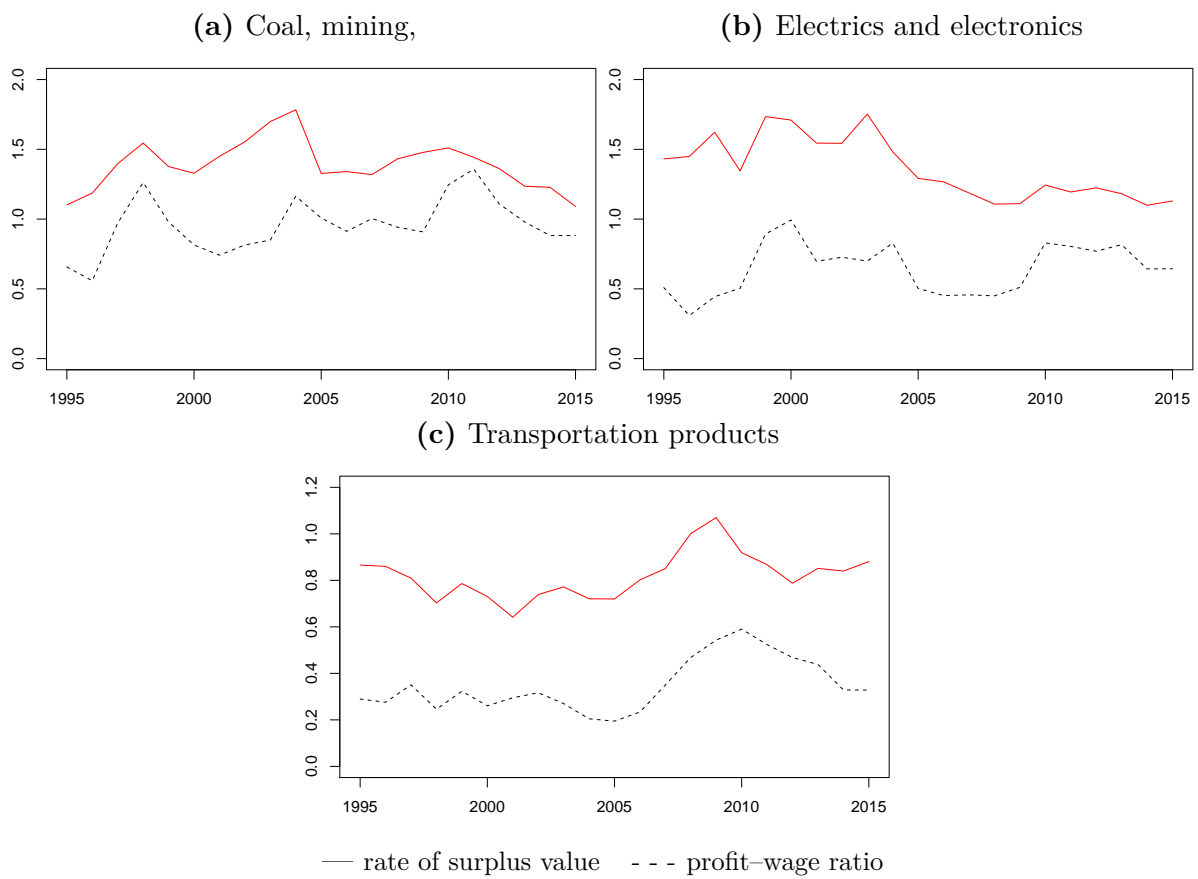 (a) Coal, mining,
(b) Electrics and electronics
2.0
1.5
1.0
0.5
0.0
1995 2000 2005 2010 2015
2.0
1.5
1.0
0.5
0.0
1995 2000 2005 2010 2015
(c) Transportation products
1.2
1.0
0.8
0.6
0.4
0.2
0.0
1995 2000 2005 2010 2015
rate of surplus value profit–wage ratio